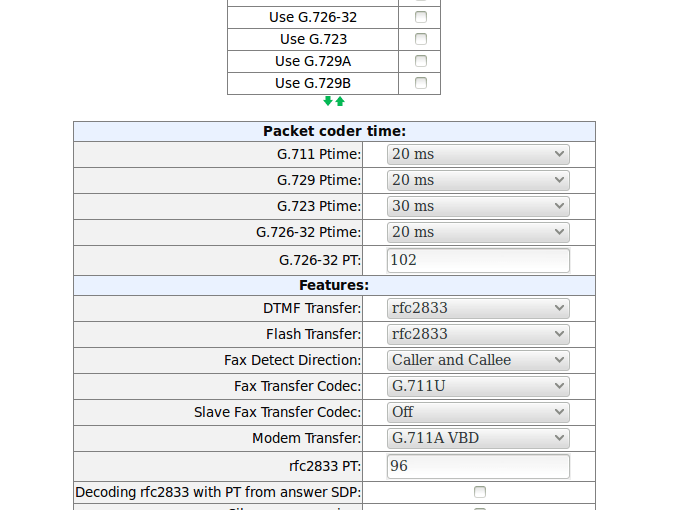 Use G.726-32
Use G.723
Use G.729A
Use G.729B
Packet coder time:
G.711 Ptime: 20 ms
G.729 Ptime: 20 ms
G.723 Ptime: 30 ms
G.726-32 Ptime: 20 ms
G.726-32 PT: 102
Features:
DTMF Transfer: rfc2833
Flash Transfer: rfc2833
Fax Detect Direction: Caller and Callee
Fax Transfer Codec: G.711U
Slave Fax Transfer Codec: Off
Modem Transfer: G.711A VBD
rfc2833 PT: 96
Decoding rfc2833 with PT from answer SDP: